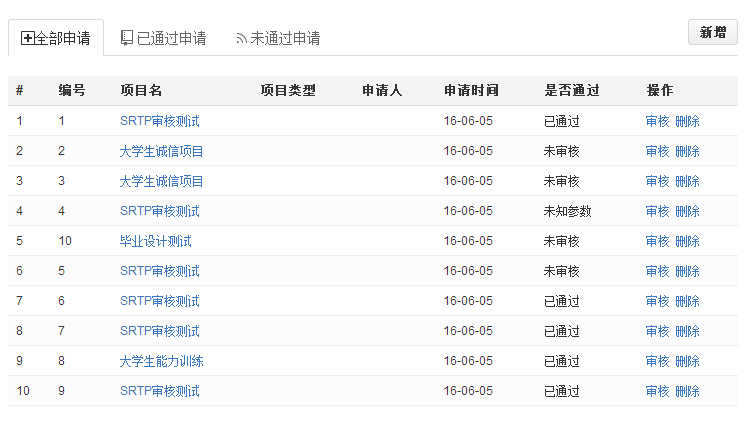 全部申请 已通过申请 未通过申请 新增
# 编号 项目名 项目类型 申请人 申请时间 是否通过 操作
1 1 SRTP审核测试 16-06-05 已通过 审核 删除
2 2 大学生诚信项目 16-06-05 未审核 审核 删除
3 3 大学生诚信项目 16-06-05 未审核 审核 删除
4 4 SRTP审核测试 16-06-05 未知参数 审核 删除
5 10 毕业设计测试 16-06-05 未审核 审核 删除
6 5 SRTP审核测试 16-06-05 未审核 审核 删除
7 6 SRTP审核测试 16-06-05 已通过 审核 删除
8 7 SRTP审核测试 16-06-05 已通过 审核 删除
9 8 大学生能力训练 16-06-05 已通过 审核 删除
10 9 SRTP审核测试 16-06-05 已通过 审核 删除